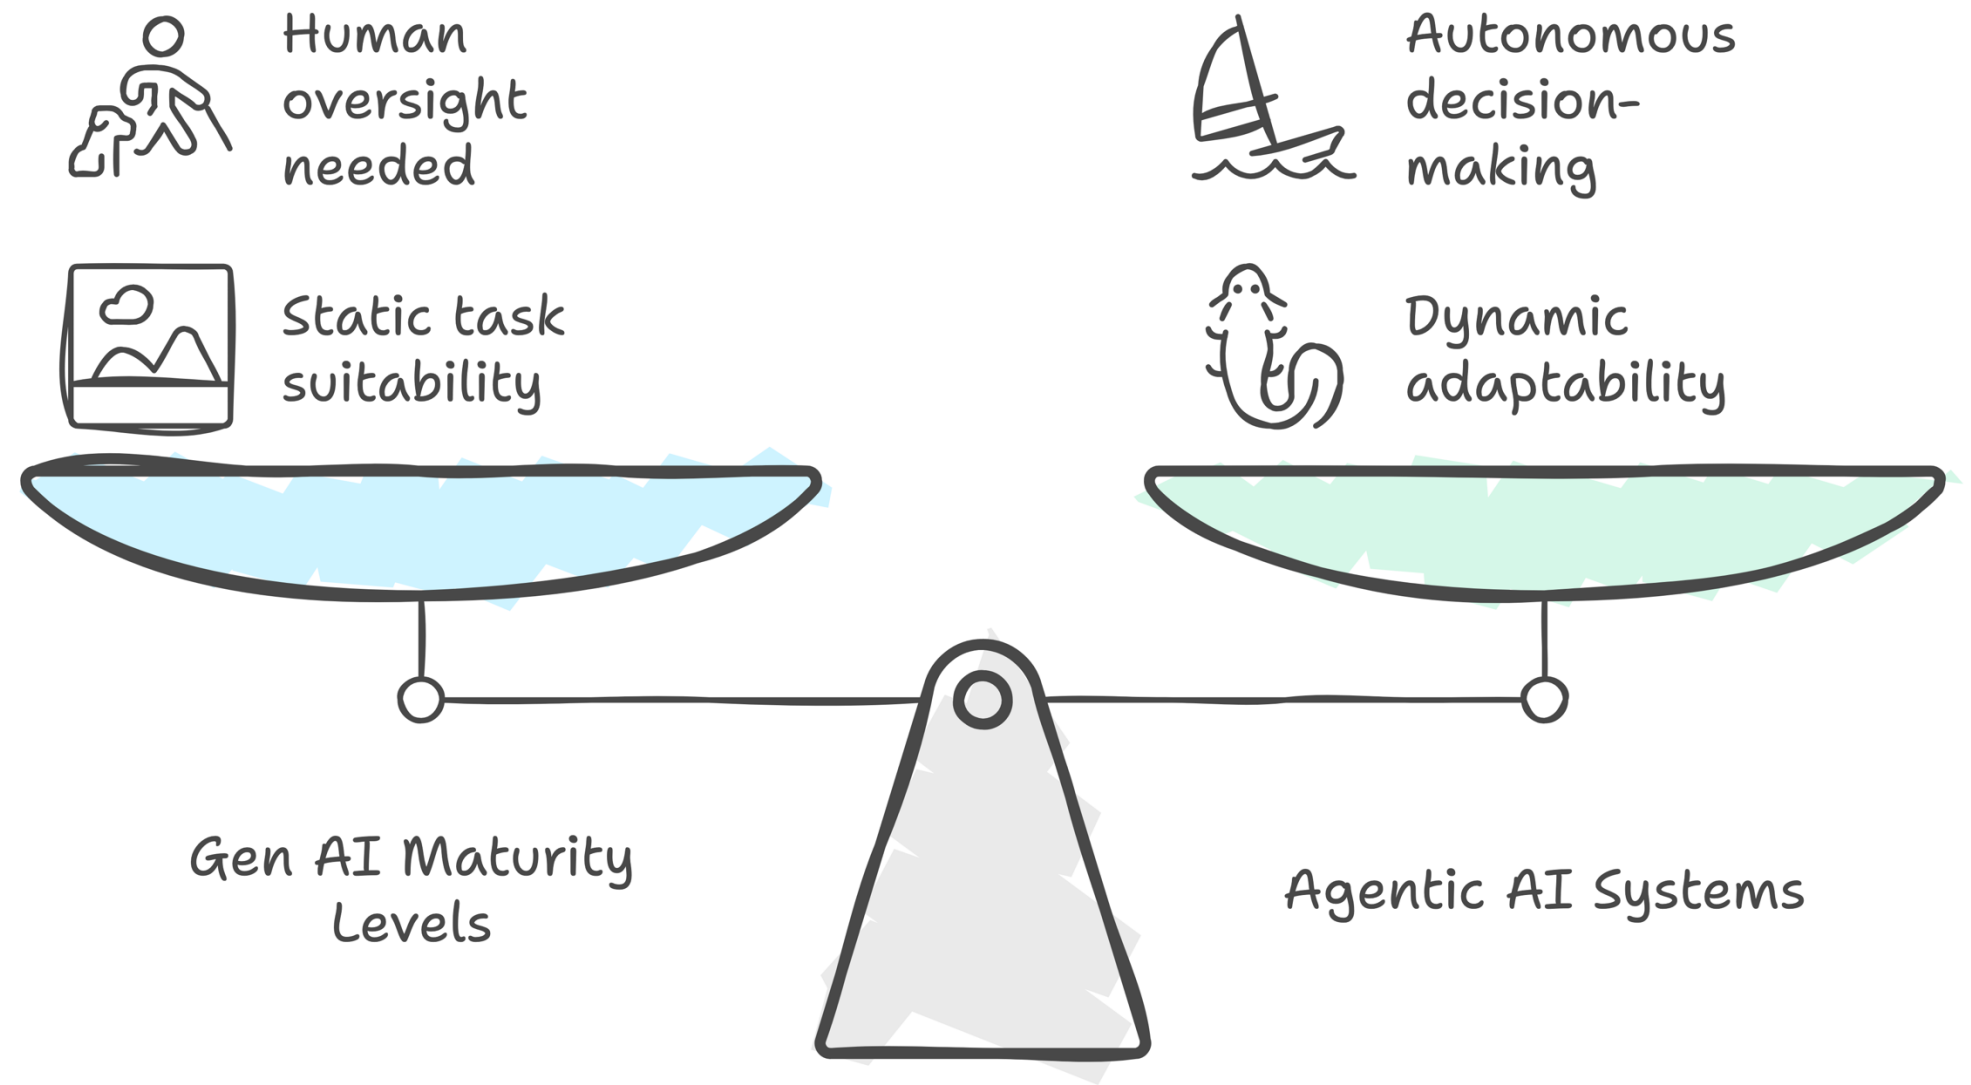 Human
oversight
needed
Static task
suitability
Autonomous
decision-
making
Dynamic
adaptability
Gen AI Maturity
Levels
Agentic AI Systems